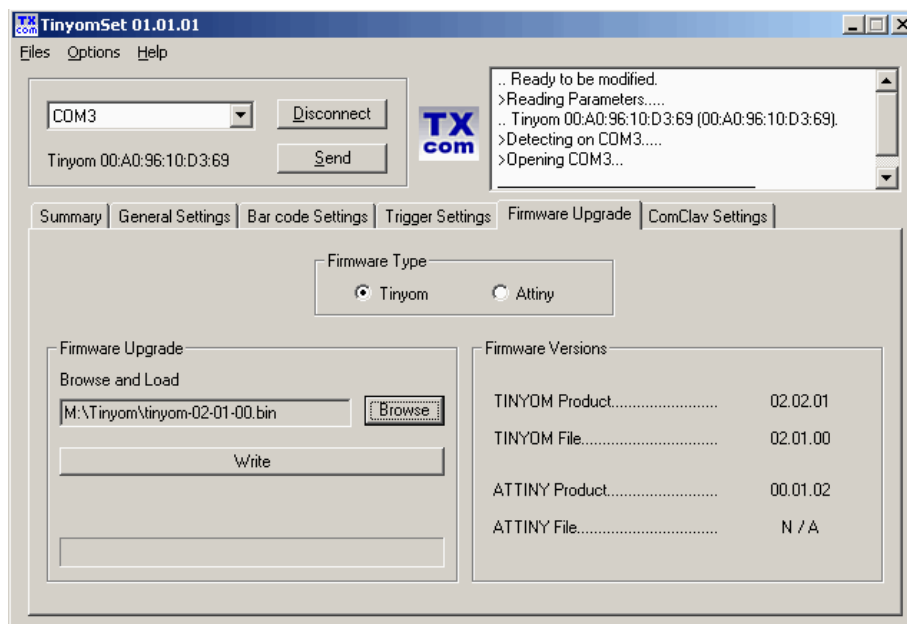 TX com TinyomSet 01.01.01
Files Options Help
COM3
Disconnect
Tinyom 00:A0:96:10:D3:69
Send
TX
com
.. Ready to be modified.
>Reading Parameters.....
.. Tinyom 00:A0:96:10:D3:69 (00:A0:96:10:D3:69).
>Detecting on COM3.....
>Opening COM3...
Summary General Settings Bar code Settings Trigger Settings Firmware Upgrade ComClav Settings
Firmware Type
Tinyom Attiny
Firmware Upgrade
Browse and Load
M:\Tinyom\tinyom-02-01-00.bin
Browse
Write
Firmware Versions
TINYOM Product.......................... 02.02.01
TINYOM File................................ 02.01.00
ATTINY Product.......................... 00.01.02
ATTINY File................................. N / A